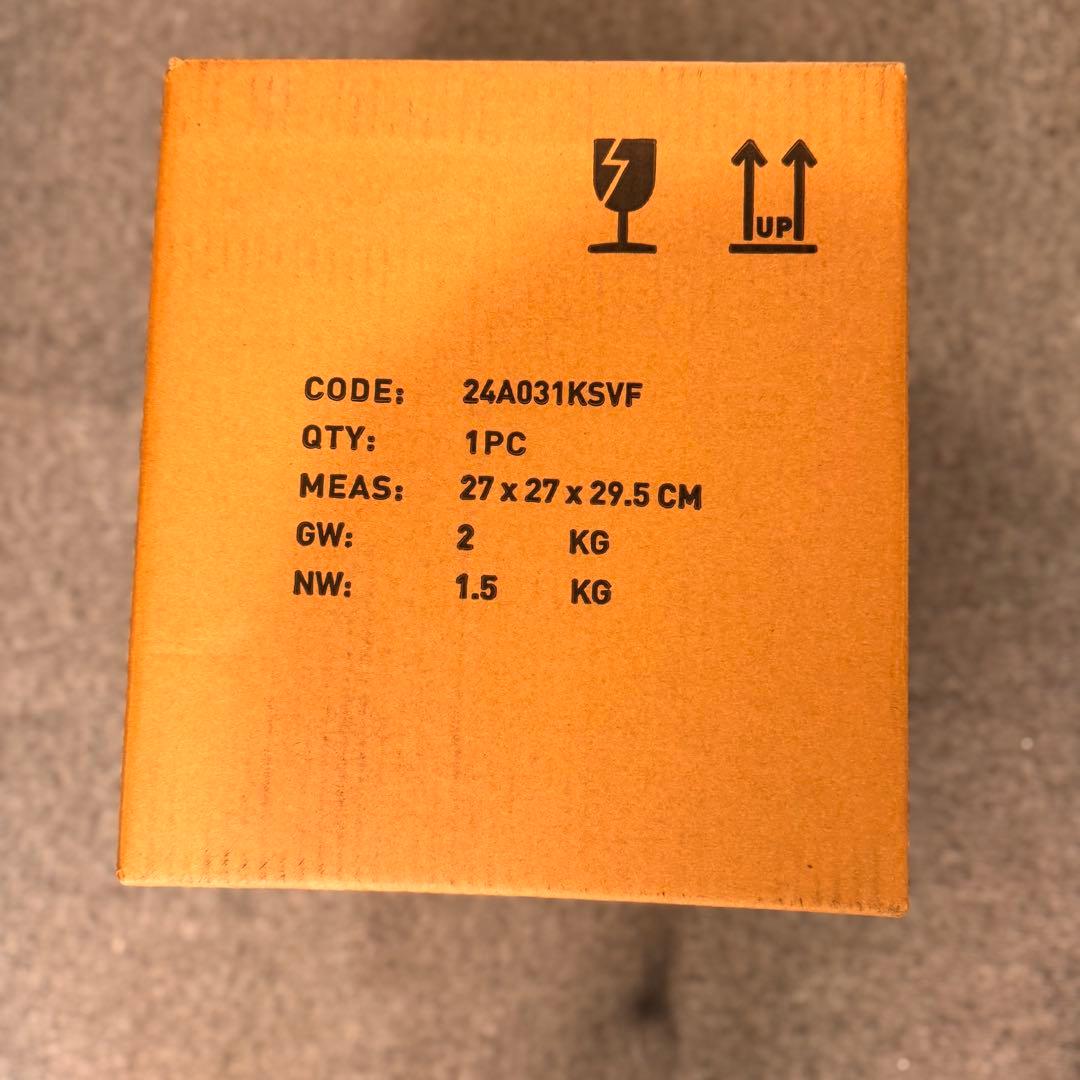 UP
CODE: 24A031KSVF
QTY: 1PC
MEAS: 27 x 27 x 29.5 CM
GW: 2 KG
NW: 1.5 KG